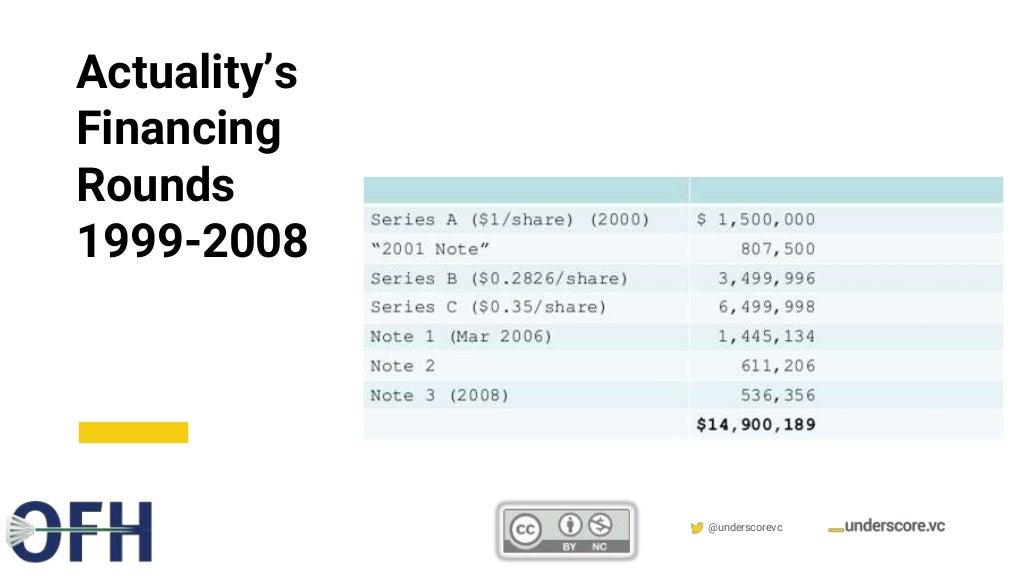 Actuality’s
Financing
Rounds
1999-2008
Series A ($1/share) (2000) $ 1,500,000
“2001 Note” 807,500
Series B ($0.2826/share) 3,499,996
Series C ($0.35/share) 6,499,998
Note 1 (Mar 2006) 1,445,134
Note 2 611,206
Note 3 (2008) 536,356
$14,900,189
OFH
cc
BY NC
@underscorevc
underscore.vc